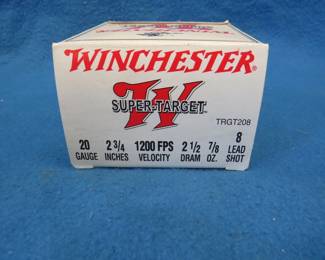 WINCHESTER
W
SUPER-TARGET
TRGT208
20 2 3/4 1200 FPS 2 1/2 7/8 8
GAUGE INCHES VELOCITY DRAM OZ. LEAD
SHOT